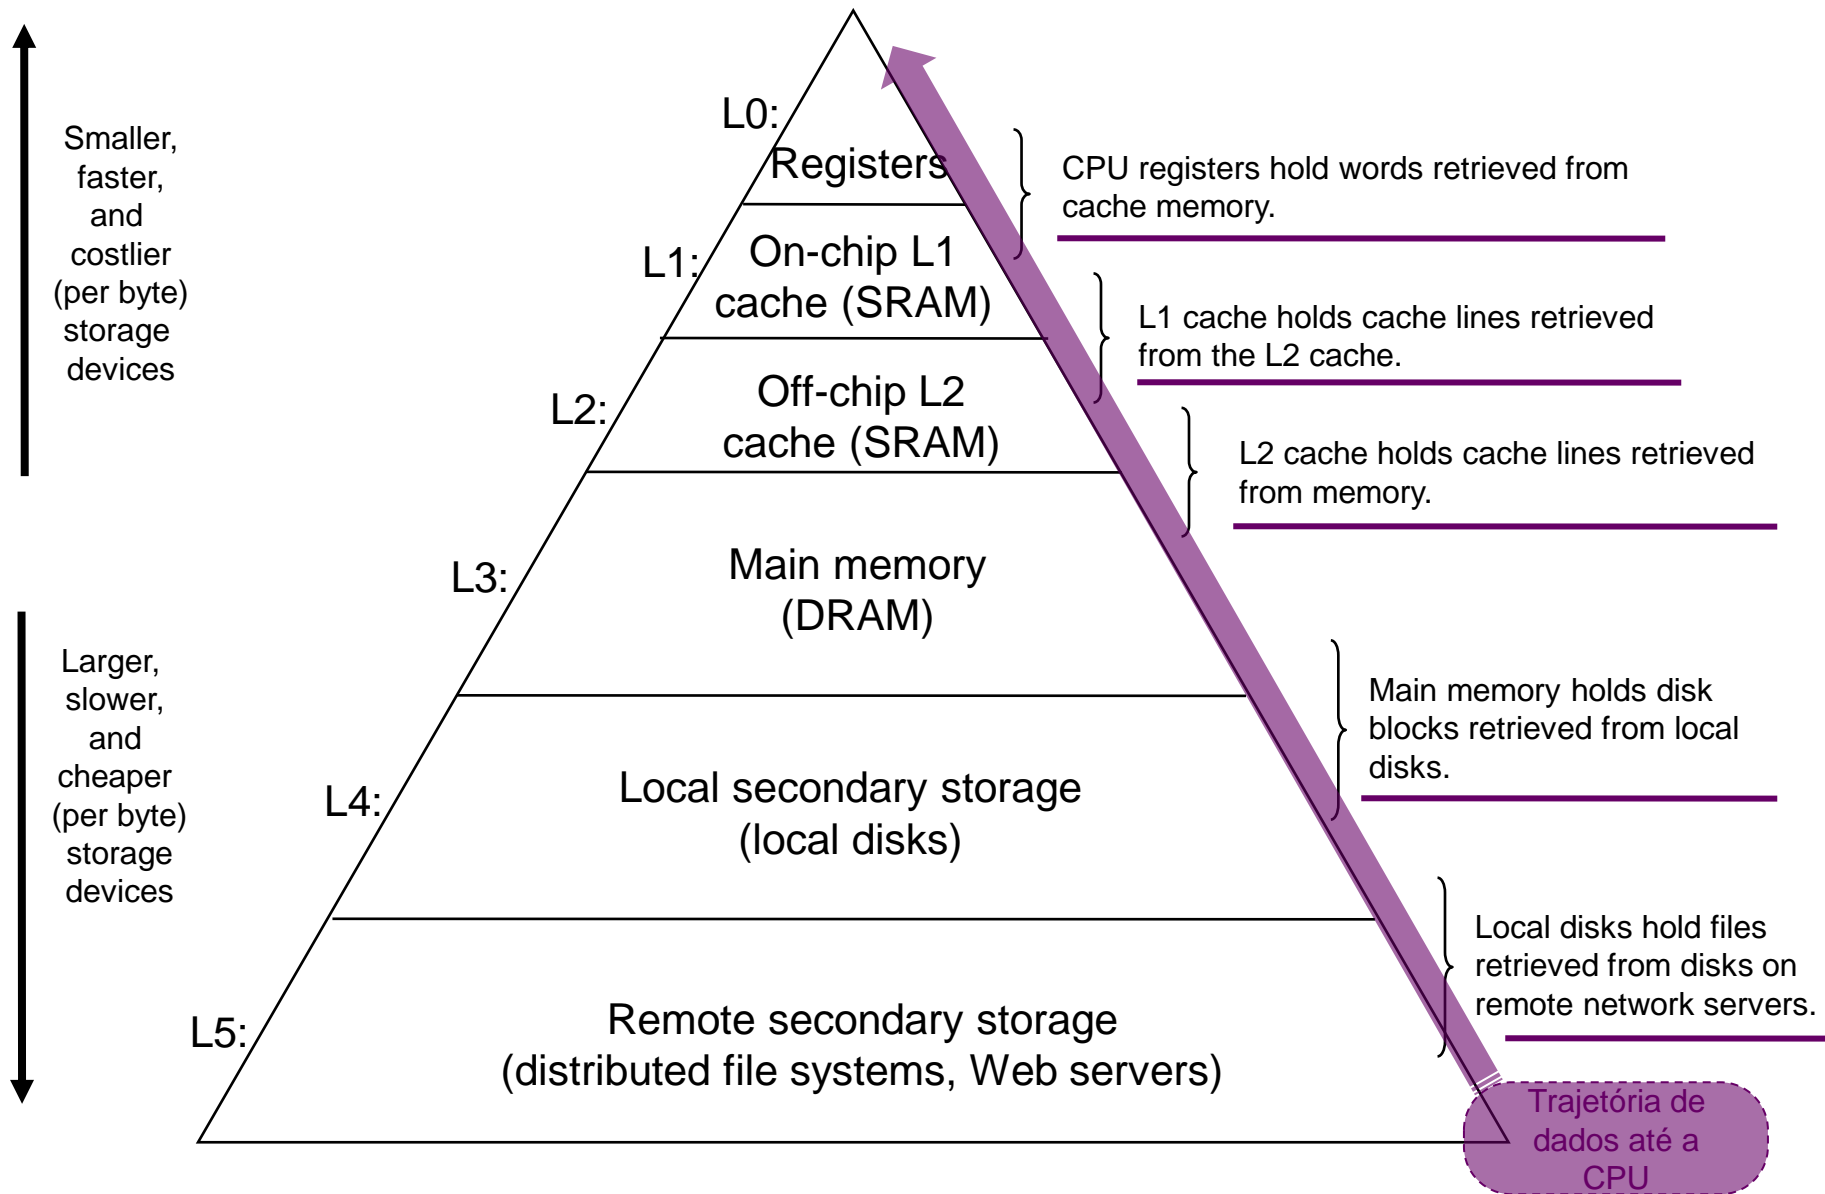 Smaller,
faster,
and
costlier
(per byte)
storage
devices
Larger,
slower,
and
cheaper
(per byte)
storage
devices
L0:
Registers
L1:
On-chip L1
cache (SRAM)
L2:
Off-chip L2
cache (SRAM)
L3:
Main memory
(DRAM)
L4:
Local secondary storage
(local disks)
L5:
Remote secondary storage
(distributed file systems, Web servers)
CPU registers hold words retrieved from
cache memory.
L1 cache holds cache lines retrieved
from the L2 cache.
L2 cache holds cache lines retrieved
from memory.
Main memory holds disk
blocks retrieved from local
disks.
Local disks hold files
retrieved from disks on
remote network servers.
Trajetória de
dados até a
CPU